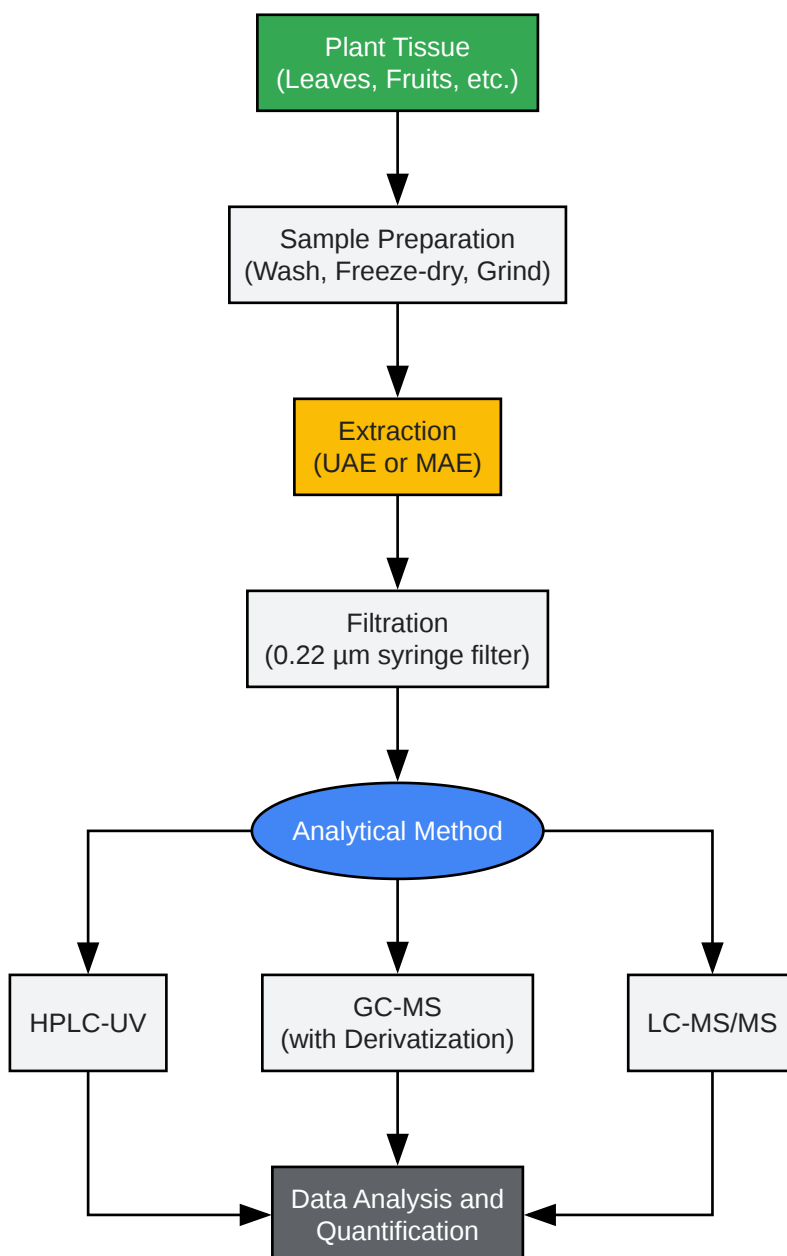 Plant Tissue
(Leaves, Fruits, etc.)
Sample Preparation
(Wash, Freeze-dry, Grind)
Extraction
(UAE or MAE)
Filtration
(0.22 µm syringe filter)
Analytical Method
HPLC-UV
GC-MS
(with Derivatization)
LC-MS/MS
Data Analysis and
Quantification